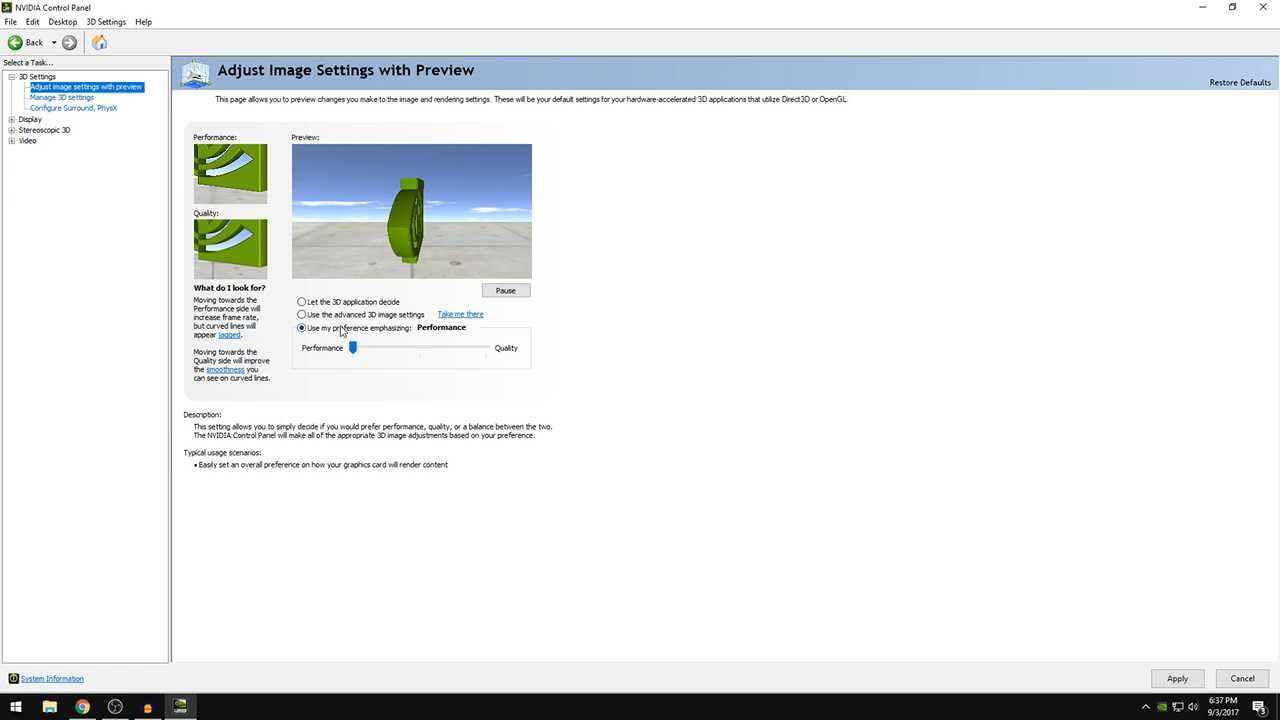 NVIDIA Control Panel
File Edit Desktop 3D Settings Help
Back
Select a Task...
3D Settings
Adjust image settings with preview
Manage 3D settings
Configure Surround, PhysX
Display
Stereoscopic 3D
Video
Adjust Image Settings with Preview
Restore Defaults
This page allows you to preview changes you make to the image and rendering settings. These will be your default settings for your hardware-accelerated 3D applications that utilize Direct3D or OpenGL.
Performance:
Preview:
Quality:
What do I look for?
Moving towards the
Performance side will
increase frame rate,
but curved lines will
appear jagged.
Moving towards the
Quality side will improve
the smoothness you
can see on curved lines.
Pause
Let the 3D application decide
Use the advanced 3D image settings Take me there
Use my preference emphasizing: Performance
Performance Quality
Description:
This setting allows you to simply decide if you would prefer performance, quality, or a balance between the two.
The NVIDIA Control Panel will make all of the appropriate 3D image adjustments based on your preference.
Typical usage scenarios:
• Easily set an overall preference on how your graphics card will render content
System Information
Apply Cancel
6:37 PM
9/3/2017
3